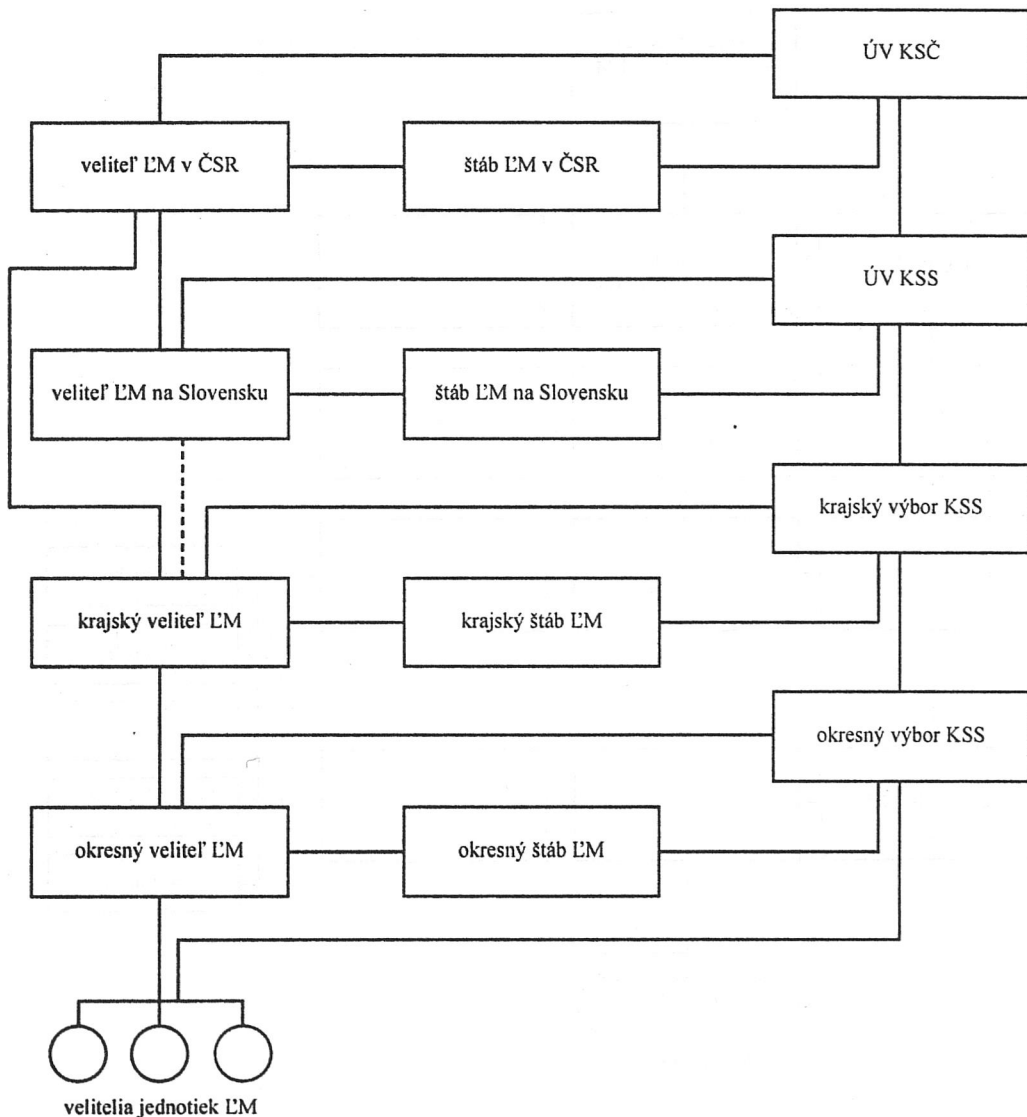 ÚV KSČ
veliteľ ĽM v ČSR
štáb ĽM v ČSR
ÚV KSS
veliteľ ĽM na Slovensku
štáb ĽM na Slovensku
krajský výbor KSS
krajský veliteľ ĽM
krajský štáb ĽM
okresný výbor KSS
okresný veliteľ ĽM
okresný štáb ĽM
velitelia jednotiek ĽM